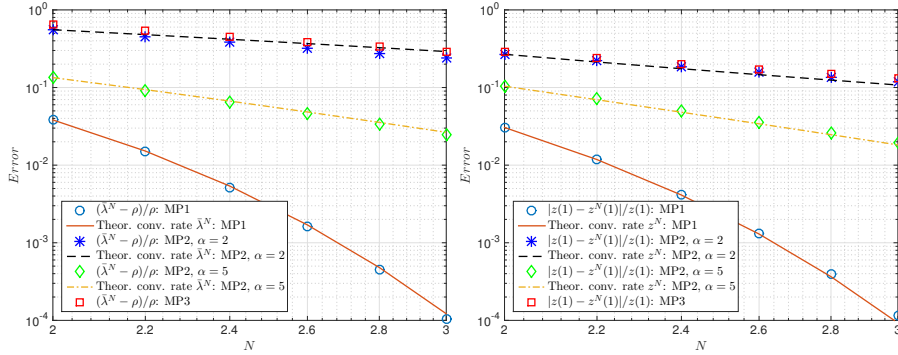 10^0
10^-1
10^-2
10^-3
10^-4
Error
2
2.2
2.4
2.6
2.8
3
N
(λ̄^N − ρ)/ρ: MP1
Theor. conv. rate λ̄^N: MP1
(λ̄^N − ρ)/ρ: MP2, α = 2
Theor. conv. rate λ̄^N: MP2, α = 2
(λ̄^N − ρ)/ρ: MP2, α = 5
Theor. conv. rate λ̄^N: MP2, α = 5
(λ̄^N − ρ)/ρ: MP3
10^0
10^-1
10^-2
10^-3
10^-4
Error
2
2.2
2.4
2.6
2.8
3
N
|z(1) − z^N(1)|/z(1): MP1
Theor. conv. rate z^N: MP1
|z(1) − z^N(1)|/z(1): MP2, α = 2
Theor. conv. rate z^N: MP2, α = 2
|z(1) − z^N(1)|/z(1): MP2, α = 5
Theor. conv. rate z^N: MP2, α = 5
|z(1) − z^N(1)|/z(1): MP3